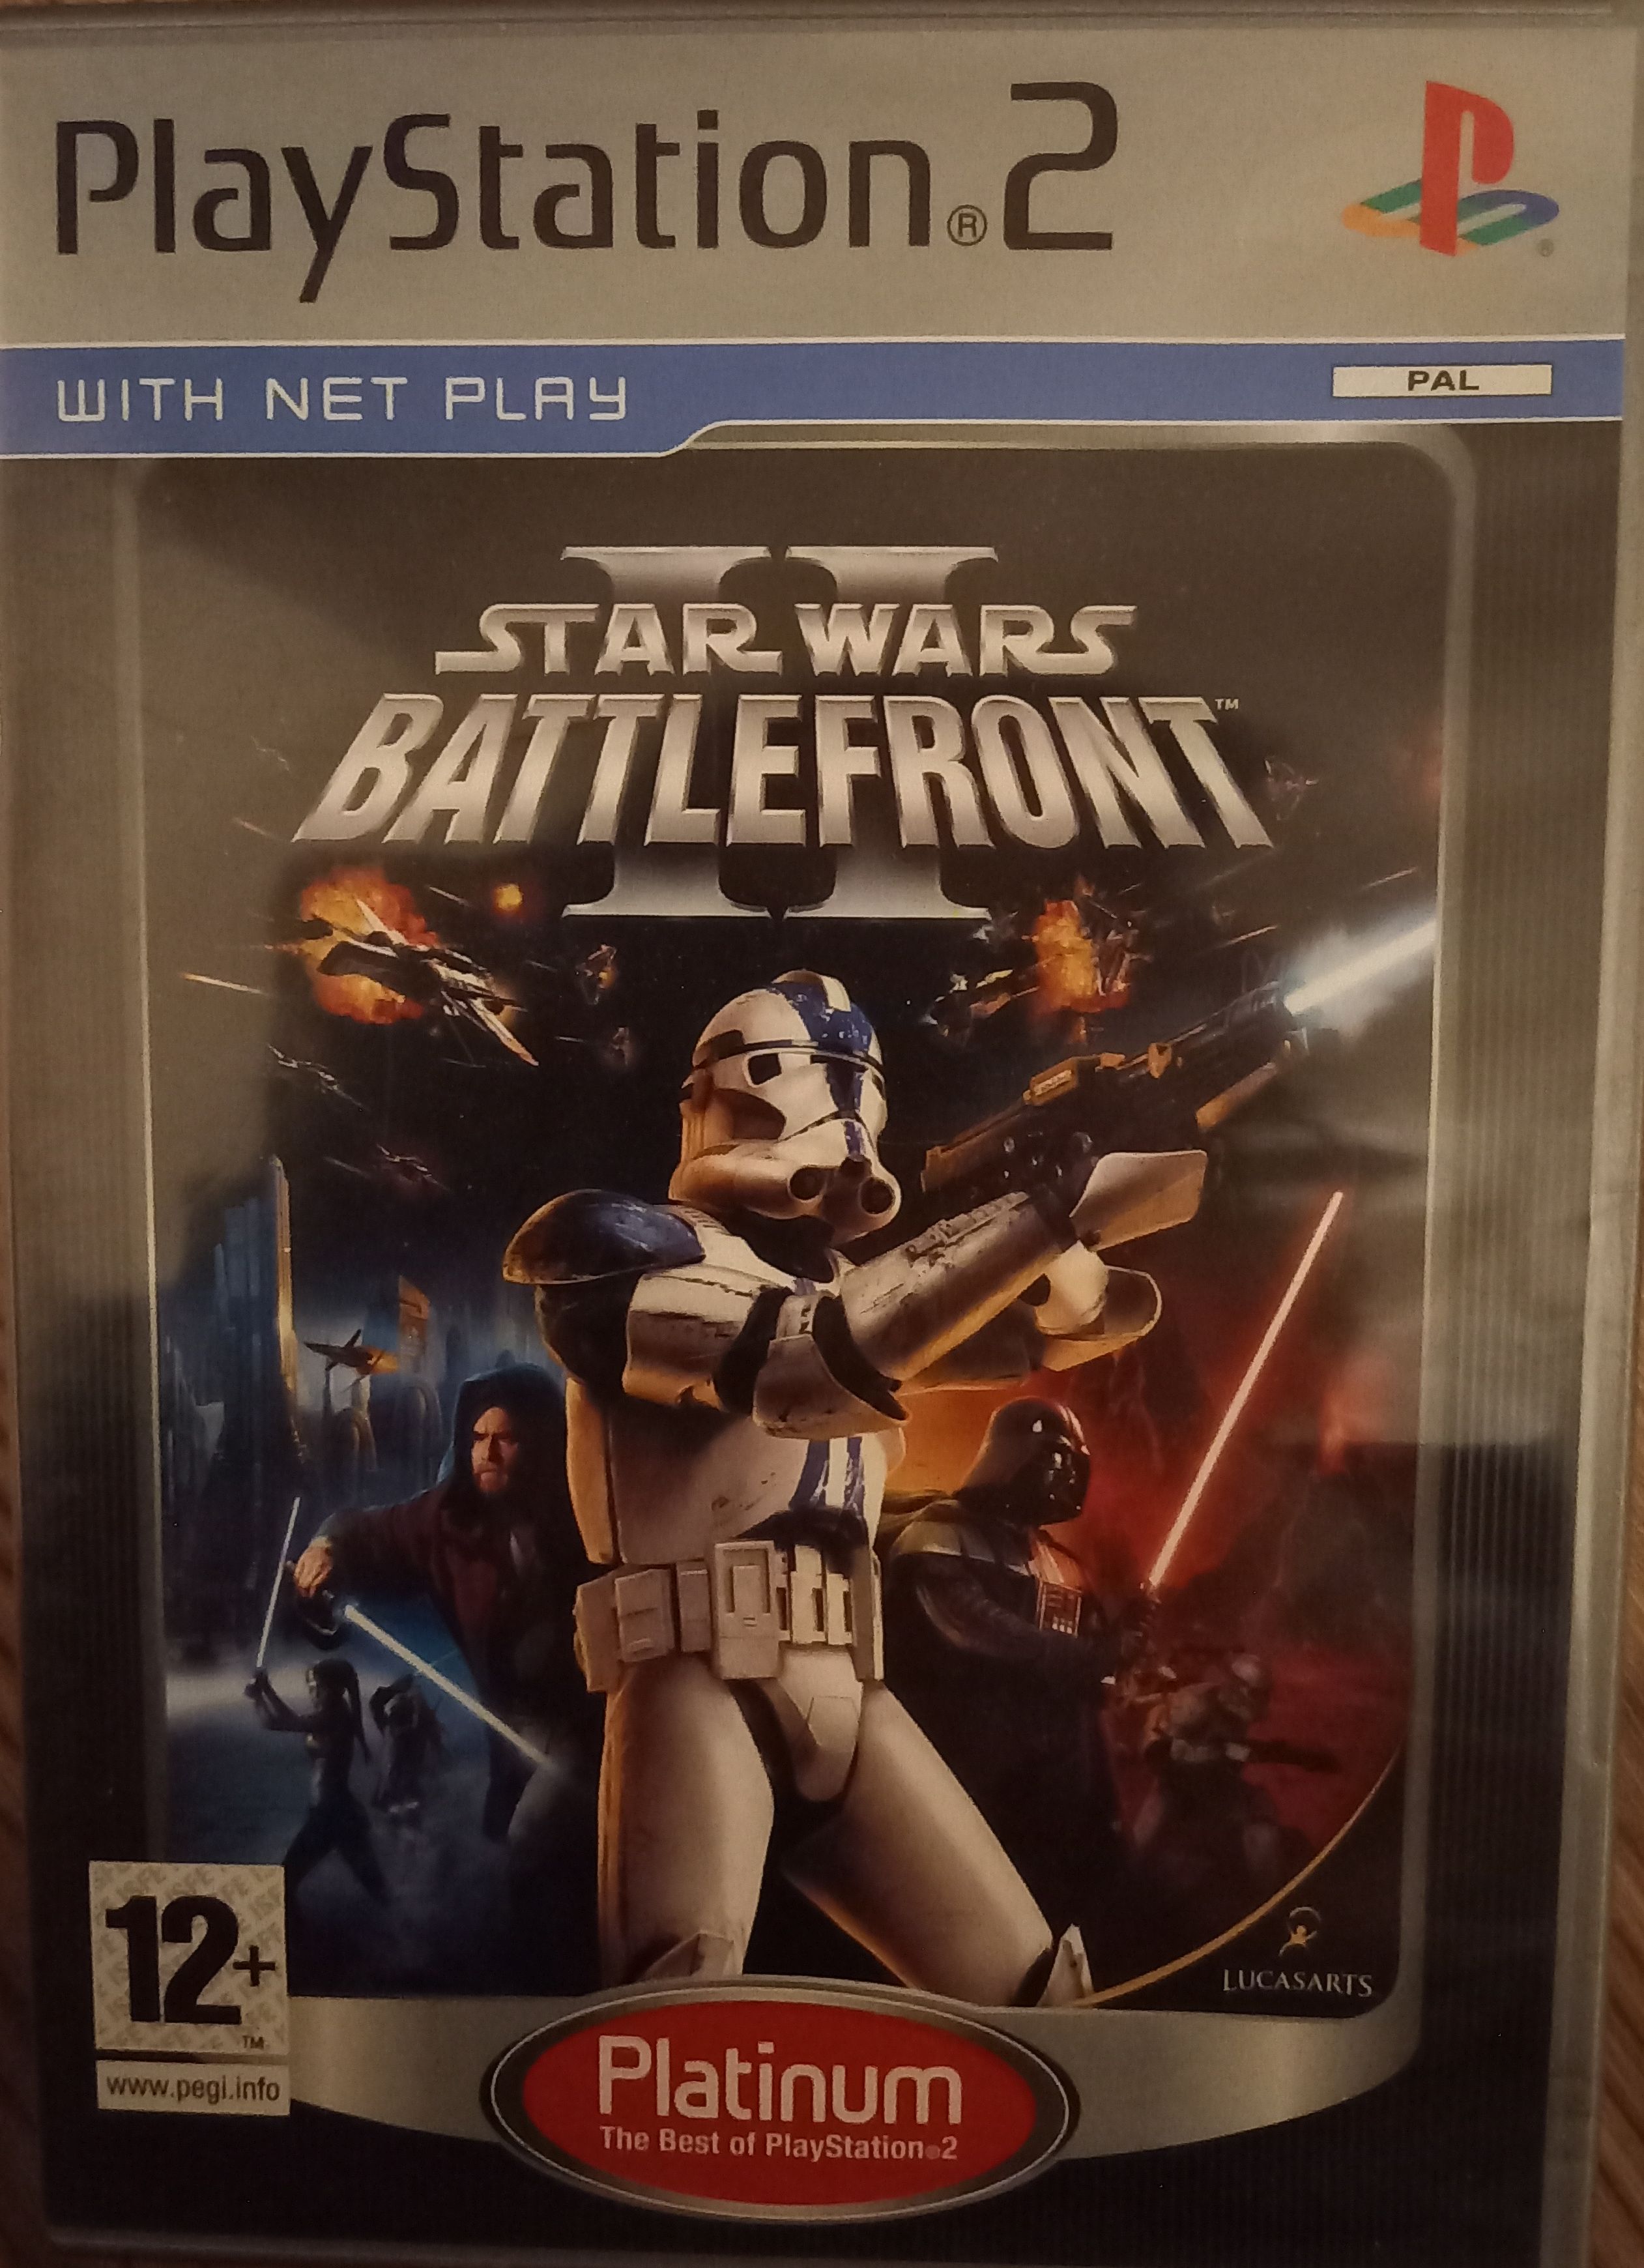 PlayStation®2
WITH NET PLAY
PAL
II
STAR WARS
BATTLEFRONT™
12+
TM
www.pegi.info
LUCASARTS
Platinum
The Best of PlayStation®2